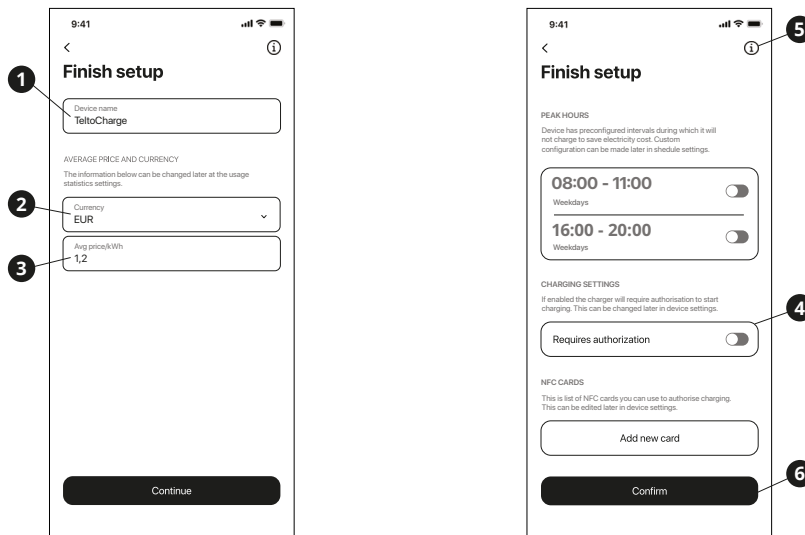 9:41
Finish setup
1
Device name
TeltoCharge
AVERAGE PRICE AND CURRENCY
The information below can be changed later at the usage
statistics settings.
2
Currency
EUR
Avg price/kWh
1,2
3
Continue
9:41
5
Finish setup
PEAK HOURS
Device has preconfigured intervals during which it will
not charge to save electricity cost. Custom
configuration can be made later in shedule settings.
08:00 - 11:00
Weekdays
16:00 - 20:00
Weekdays
CHARGING SETTINGS
If enabled the charger will require authorisation to start
charging. This can be changed later in device settings.
4
Requires authorization
NFC CARDS
This is list of NFC cards you can use to authorise charging.
This can be edited later in device settings.
Add new card
6
Confirm